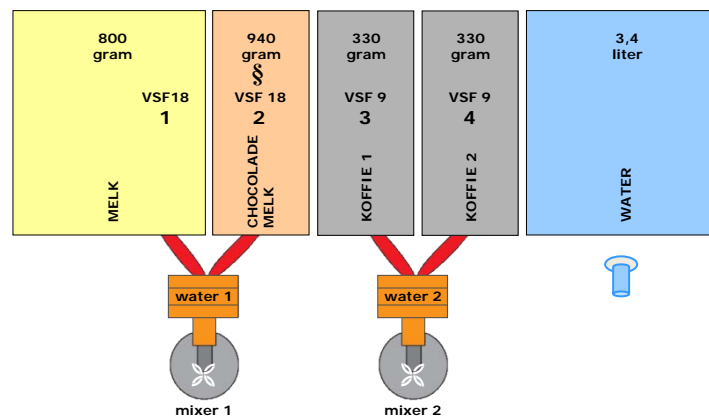 800
gram
VSF18
1
MELK
940
gram
§
VSF 18
2
CHOCOLADE
MELK
330
gram
VSF 9
3
KOFFIE 1
330
gram
VSF 9
4
KOFFIE 2
3,4
liter
WATER
water 1
water 2
mixer 1
mixer 2